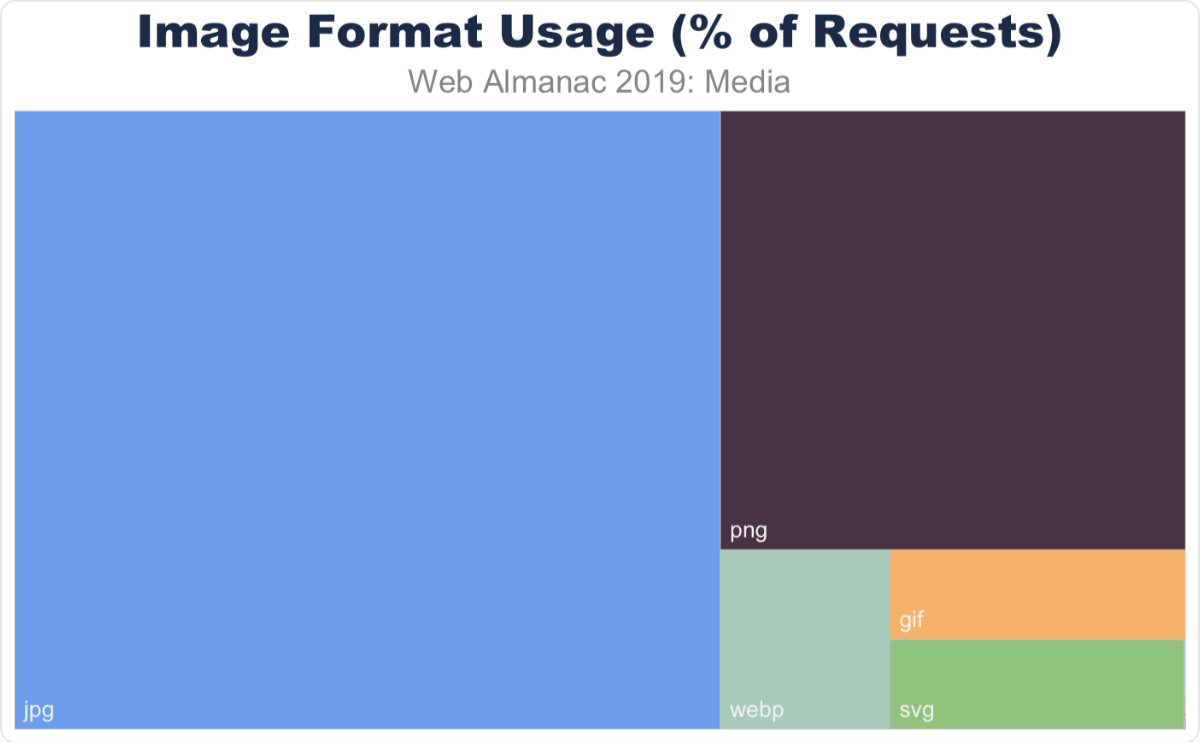 Image Format Usage (% of Requests)
Web Almanac 2019: Media
png
gif
jpg
webp
svg